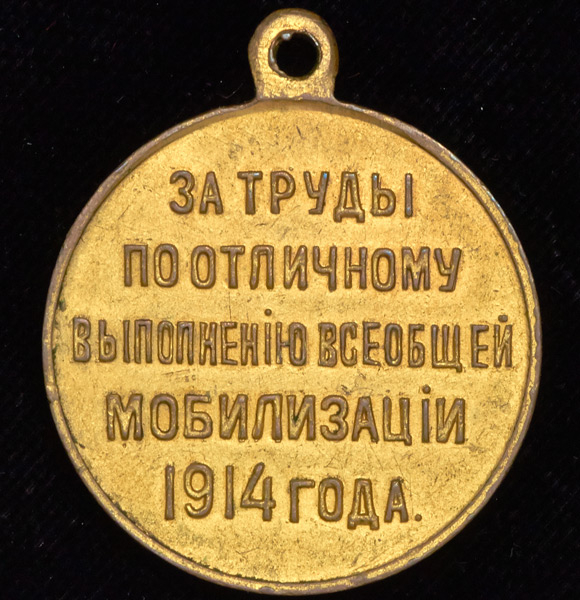 ЗА ТРУДЫ
ПО ОТЛИЧНОМУ
ВЫПОЛНЕНІЮ ВСЕОБЩЕЙ
МОБИЛИЗАЦІИ
1914 ГОДА.